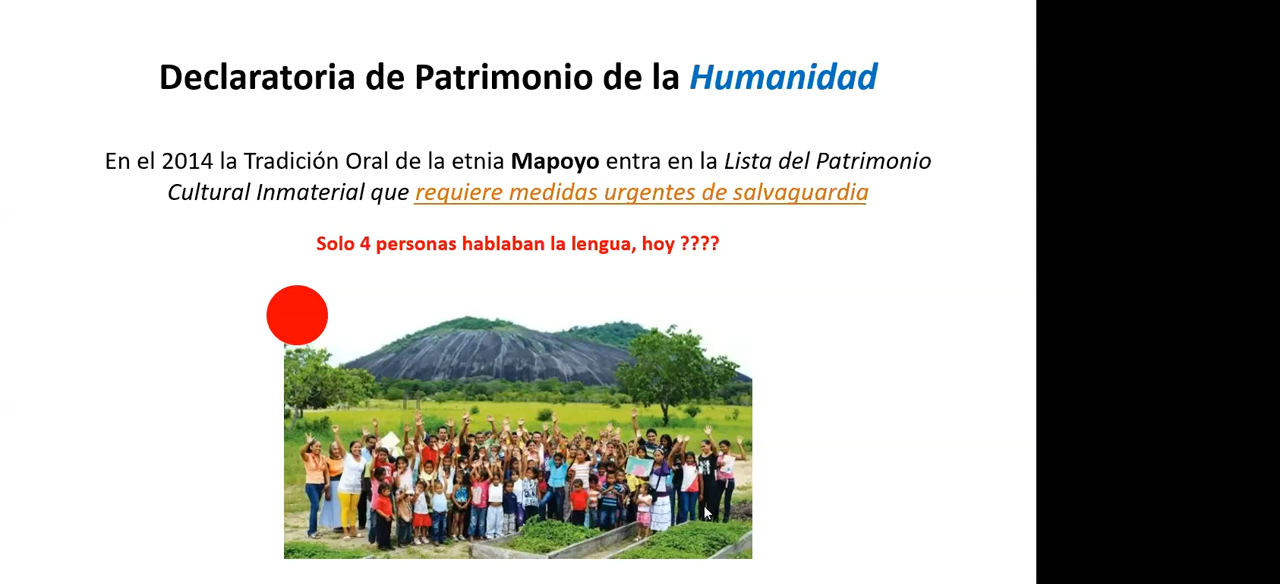 Declaratoria de Patrimonio de la Humanidad
En el 2014 la Tradición Oral de la etnia Mapoyo entra en la Lista del Patrimonio
Cultural Inmaterial que requiere medidas urgentes de salvaguardia
Solo 4 personas hablaban la lengua, hoy ????